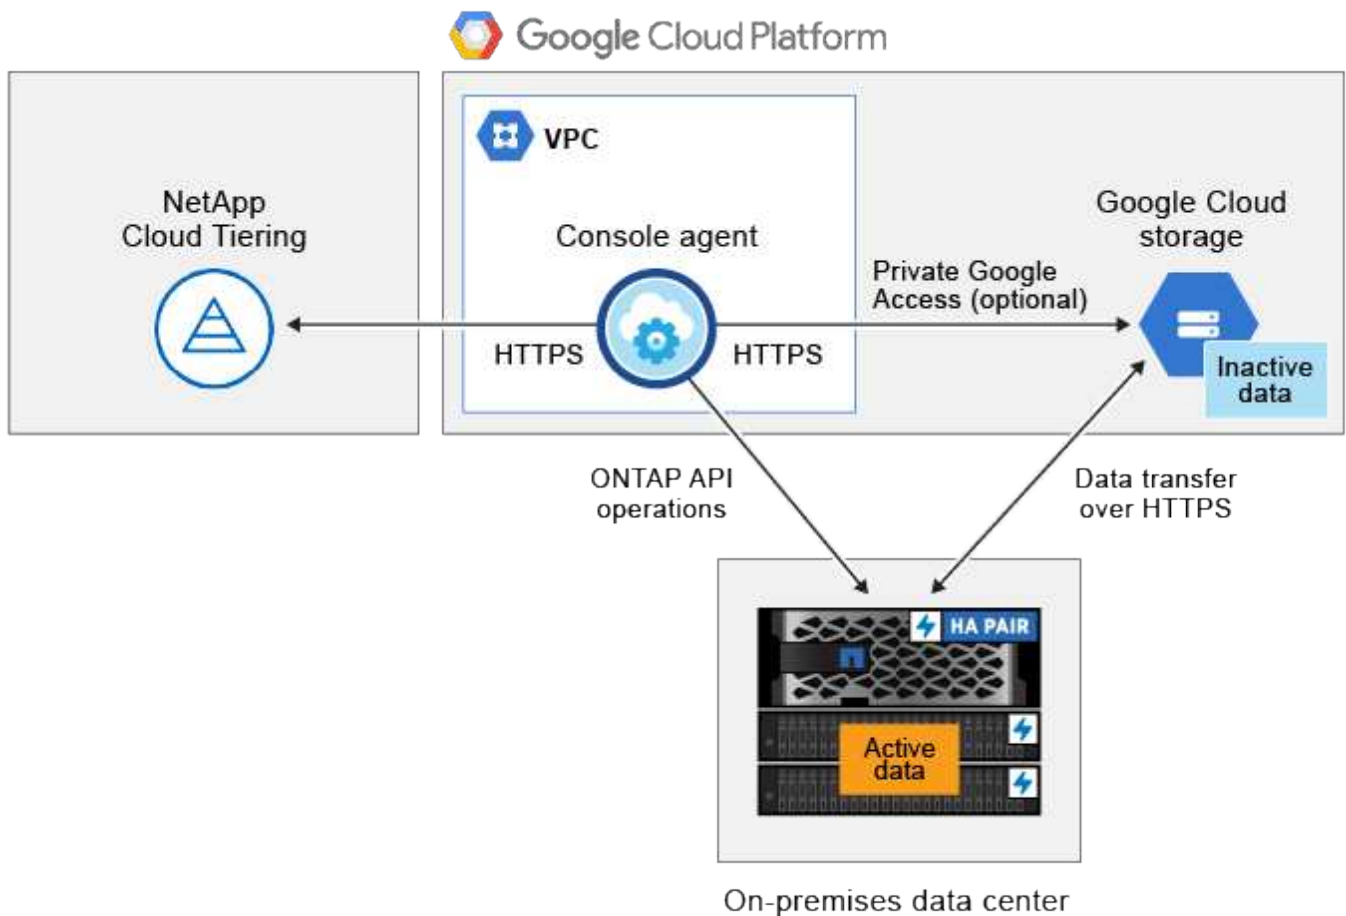 Google Cloud Platform
VPC
NetApp
Cloud Tiering
Console agent
Google Cloud
storage
Private Google
Access (optional)
HTTPS
HTTPS
Inactive
data
ONTAP API
operations
Data transfer
over HTTPS
HA PAIR
Active
data
On-premises data center